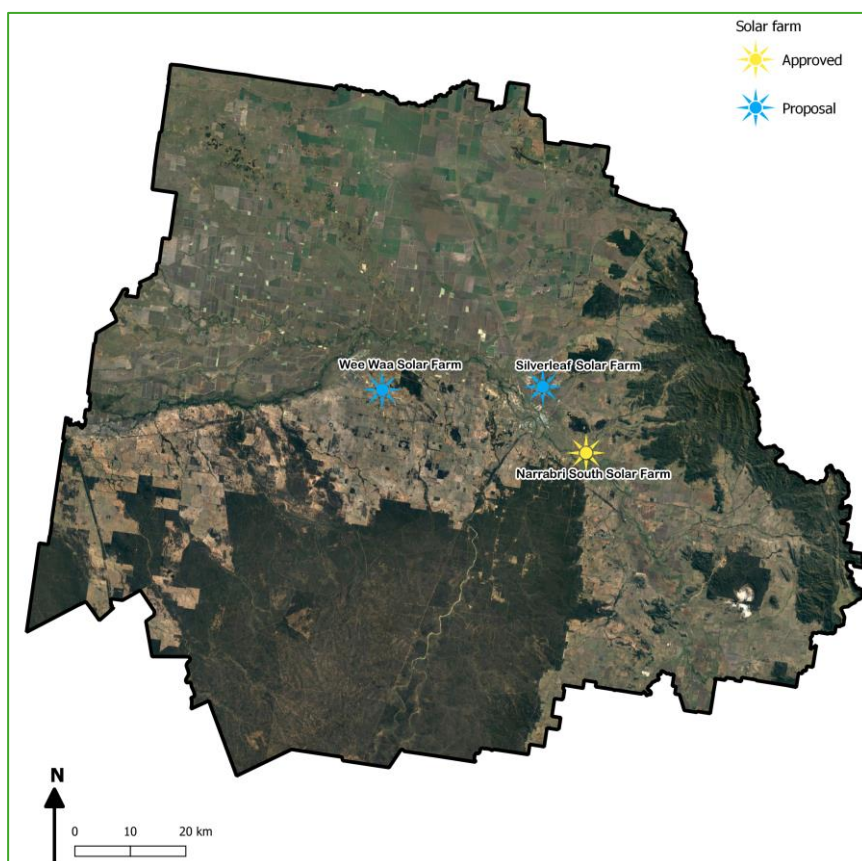 Solar farm
Approved
Proposal
Wee Waa Solar Farm
Silverleaf Solar Farm
Narrabri South Solar Farm
N
0 10 20 km